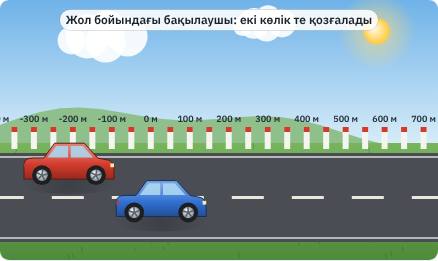 Жол бойындағы бақылаушы: екі көлік те қозғалады
м -300 м -200 м -100 м 0 м 100 м 200 м 300 м 400 м 500 м 600 м 700 м